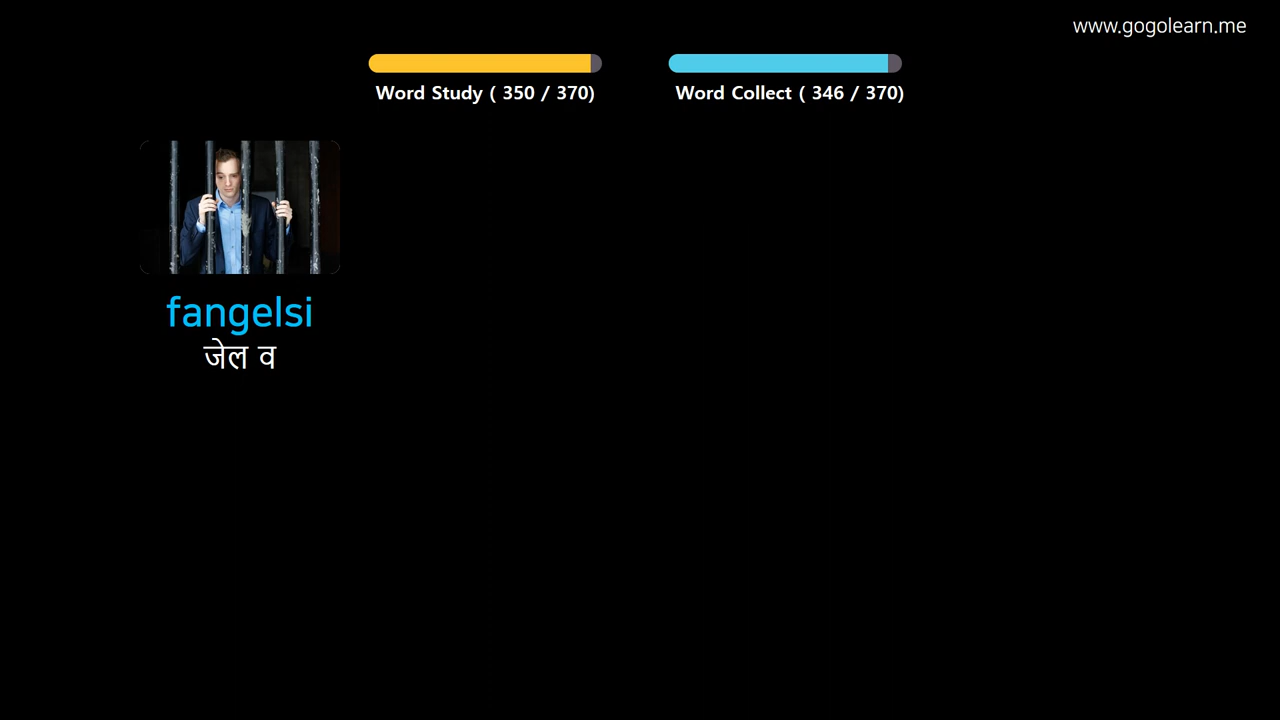 www.gogolearn.me
Word Study ( 350 / 370)
Word Collect ( 346 / 370)
fangelsi
जेल व